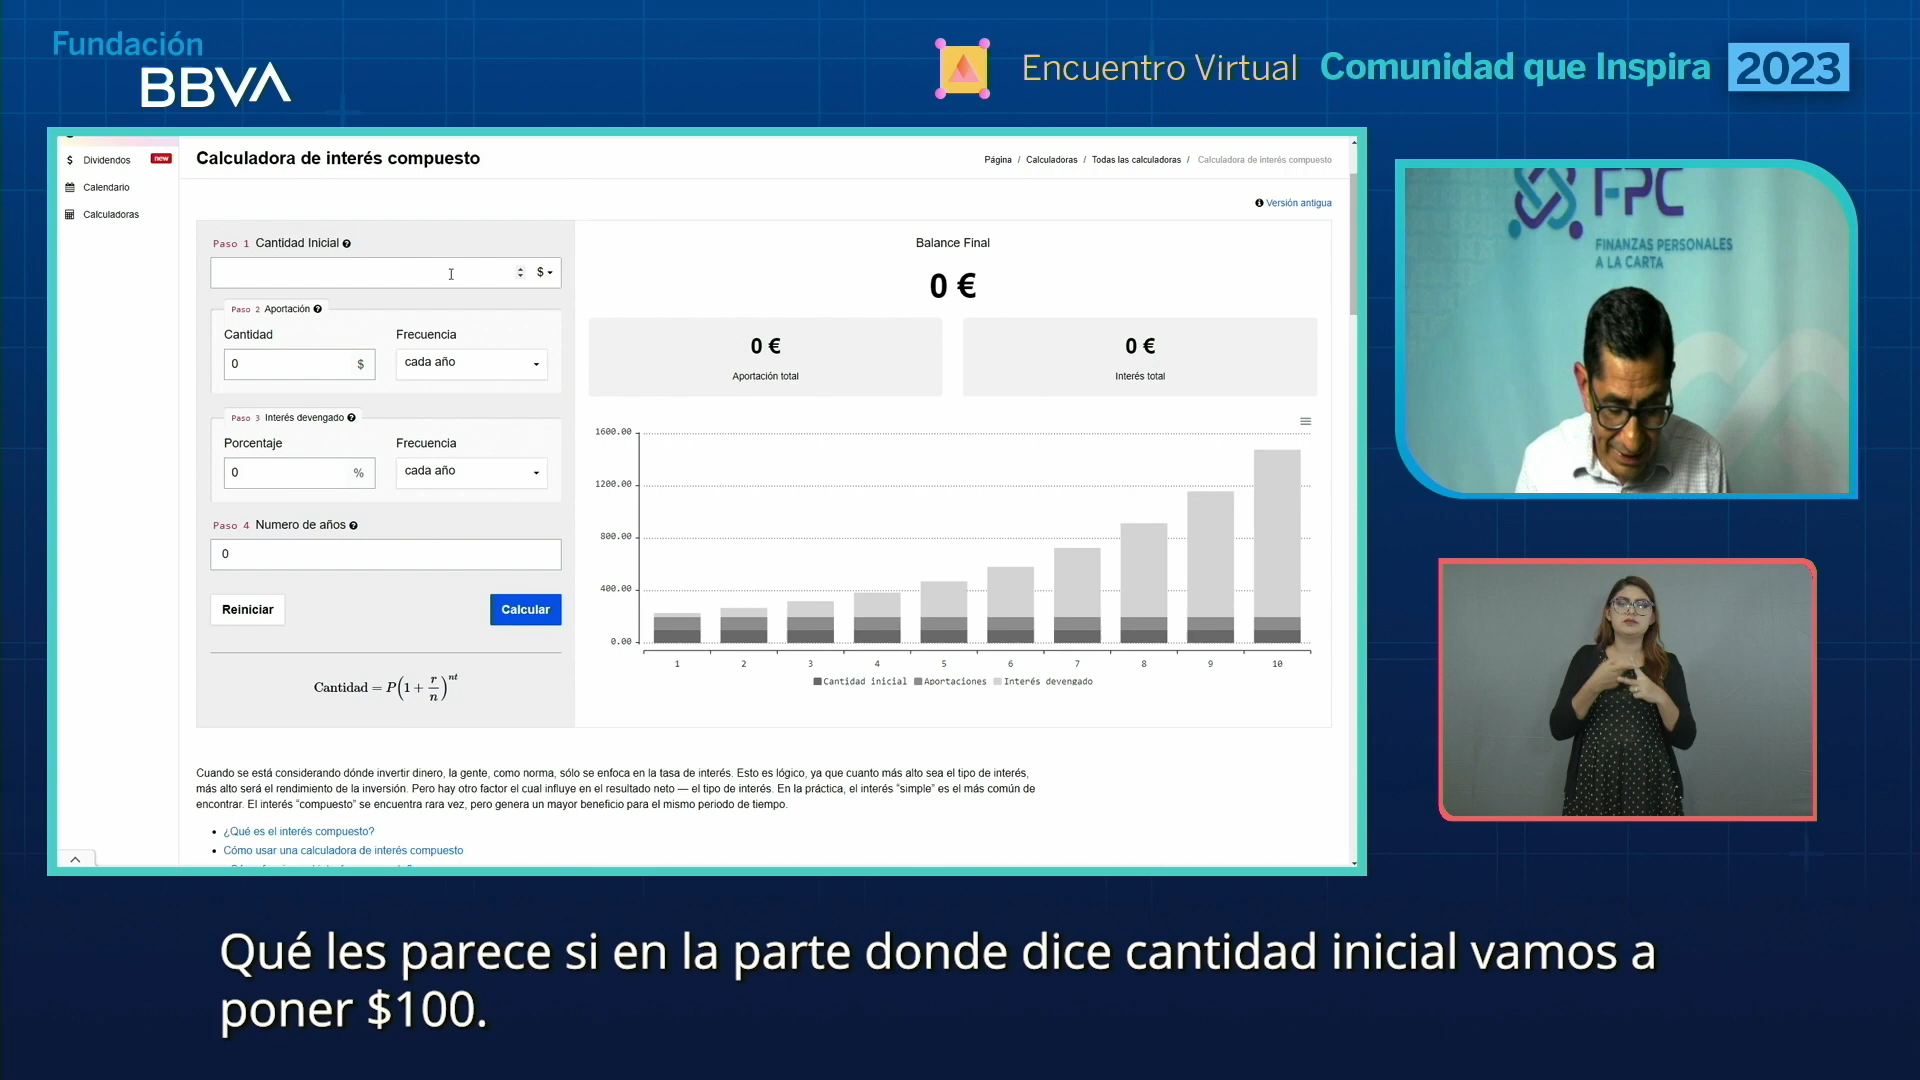 Fundación
BBVA
Encuentro Virtual Comunidad que Inspira 2023
$ Dividendos new
Calendario
Calculadoras
Calculadora de interés compuesto
Página / Calculadoras / Todas las calculadoras / Calculadora de interés compuesto
Versión antigua
Paso 1 Cantidad Inicial
$
Paso 2 Aportación
Cantidad Frecuencia
0 $ cada año
Paso 3 Interés devengado
Porcentaje Frecuencia
0 % cada año
Paso 4 Numero de años
0
Reiniciar Calcular
Cantidad = P(1 + r/n)^nt
Balance Final
0 €
0 € 0 €
Aportación total Interés total
1600.00
1200.00
800.00
400.00
0.00
1 2 3 4 5 6 7 8 9 10
Cantidad inicial Aportaciones Interés devengado
Cuando se está considerando dónde invertir dinero, la gente, como norma, sólo se enfoca en la tasa de interés. Esto es lógico, ya que cuanto más alto sea el tipo de interés,
más alto será el rendimiento de la inversión. Pero hay otro factor el cual influye en el resultado neto — el tipo de interés. En la práctica, el interés “simple” es el más común de
encontrar. El interés “compuesto” se encuentra rara vez, pero genera un mayor beneficio para el mismo periodo de tiempo.
¿Qué es el interés compuesto?
Cómo usar una calculadora de interés compuesto
FPC
FINANZAS PERSONALES
A LA CARTA
Qué les parece si en la parte donde dice cantidad inicial vamos a
poner $100.